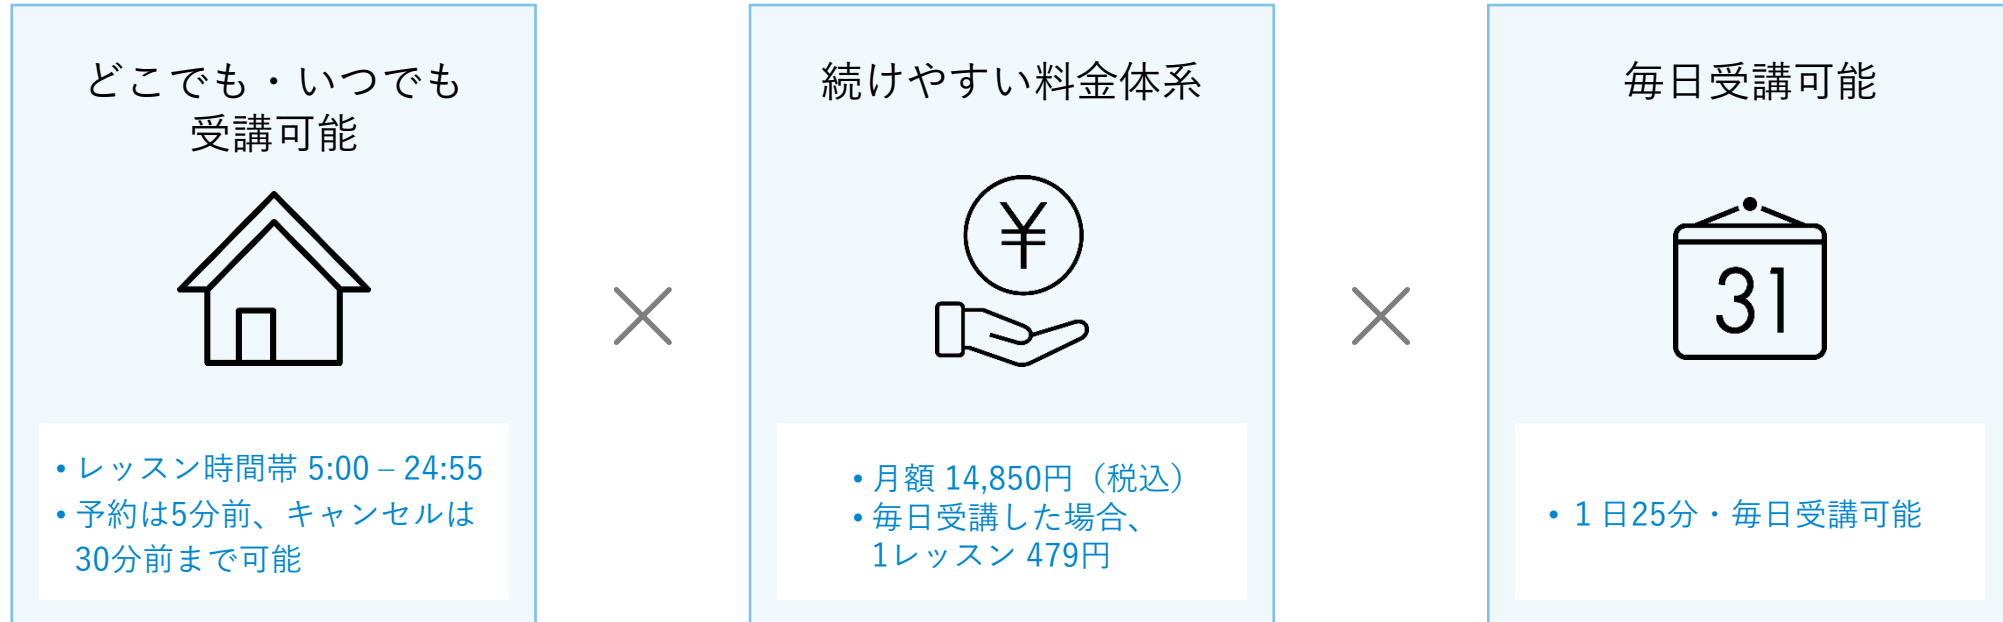 どこでも・いつでも
受講可能
• レッスン時間帯 5:00 – 24:55
• 予約は5分前、キャンセルは
30分前まで可能
続けやすい料金体系
¥
• 月額 14,850円（税込）
• 毎日受講した場合、
1レッスン 479円
毎日受講可能
31
• １日25分・毎日受講可能